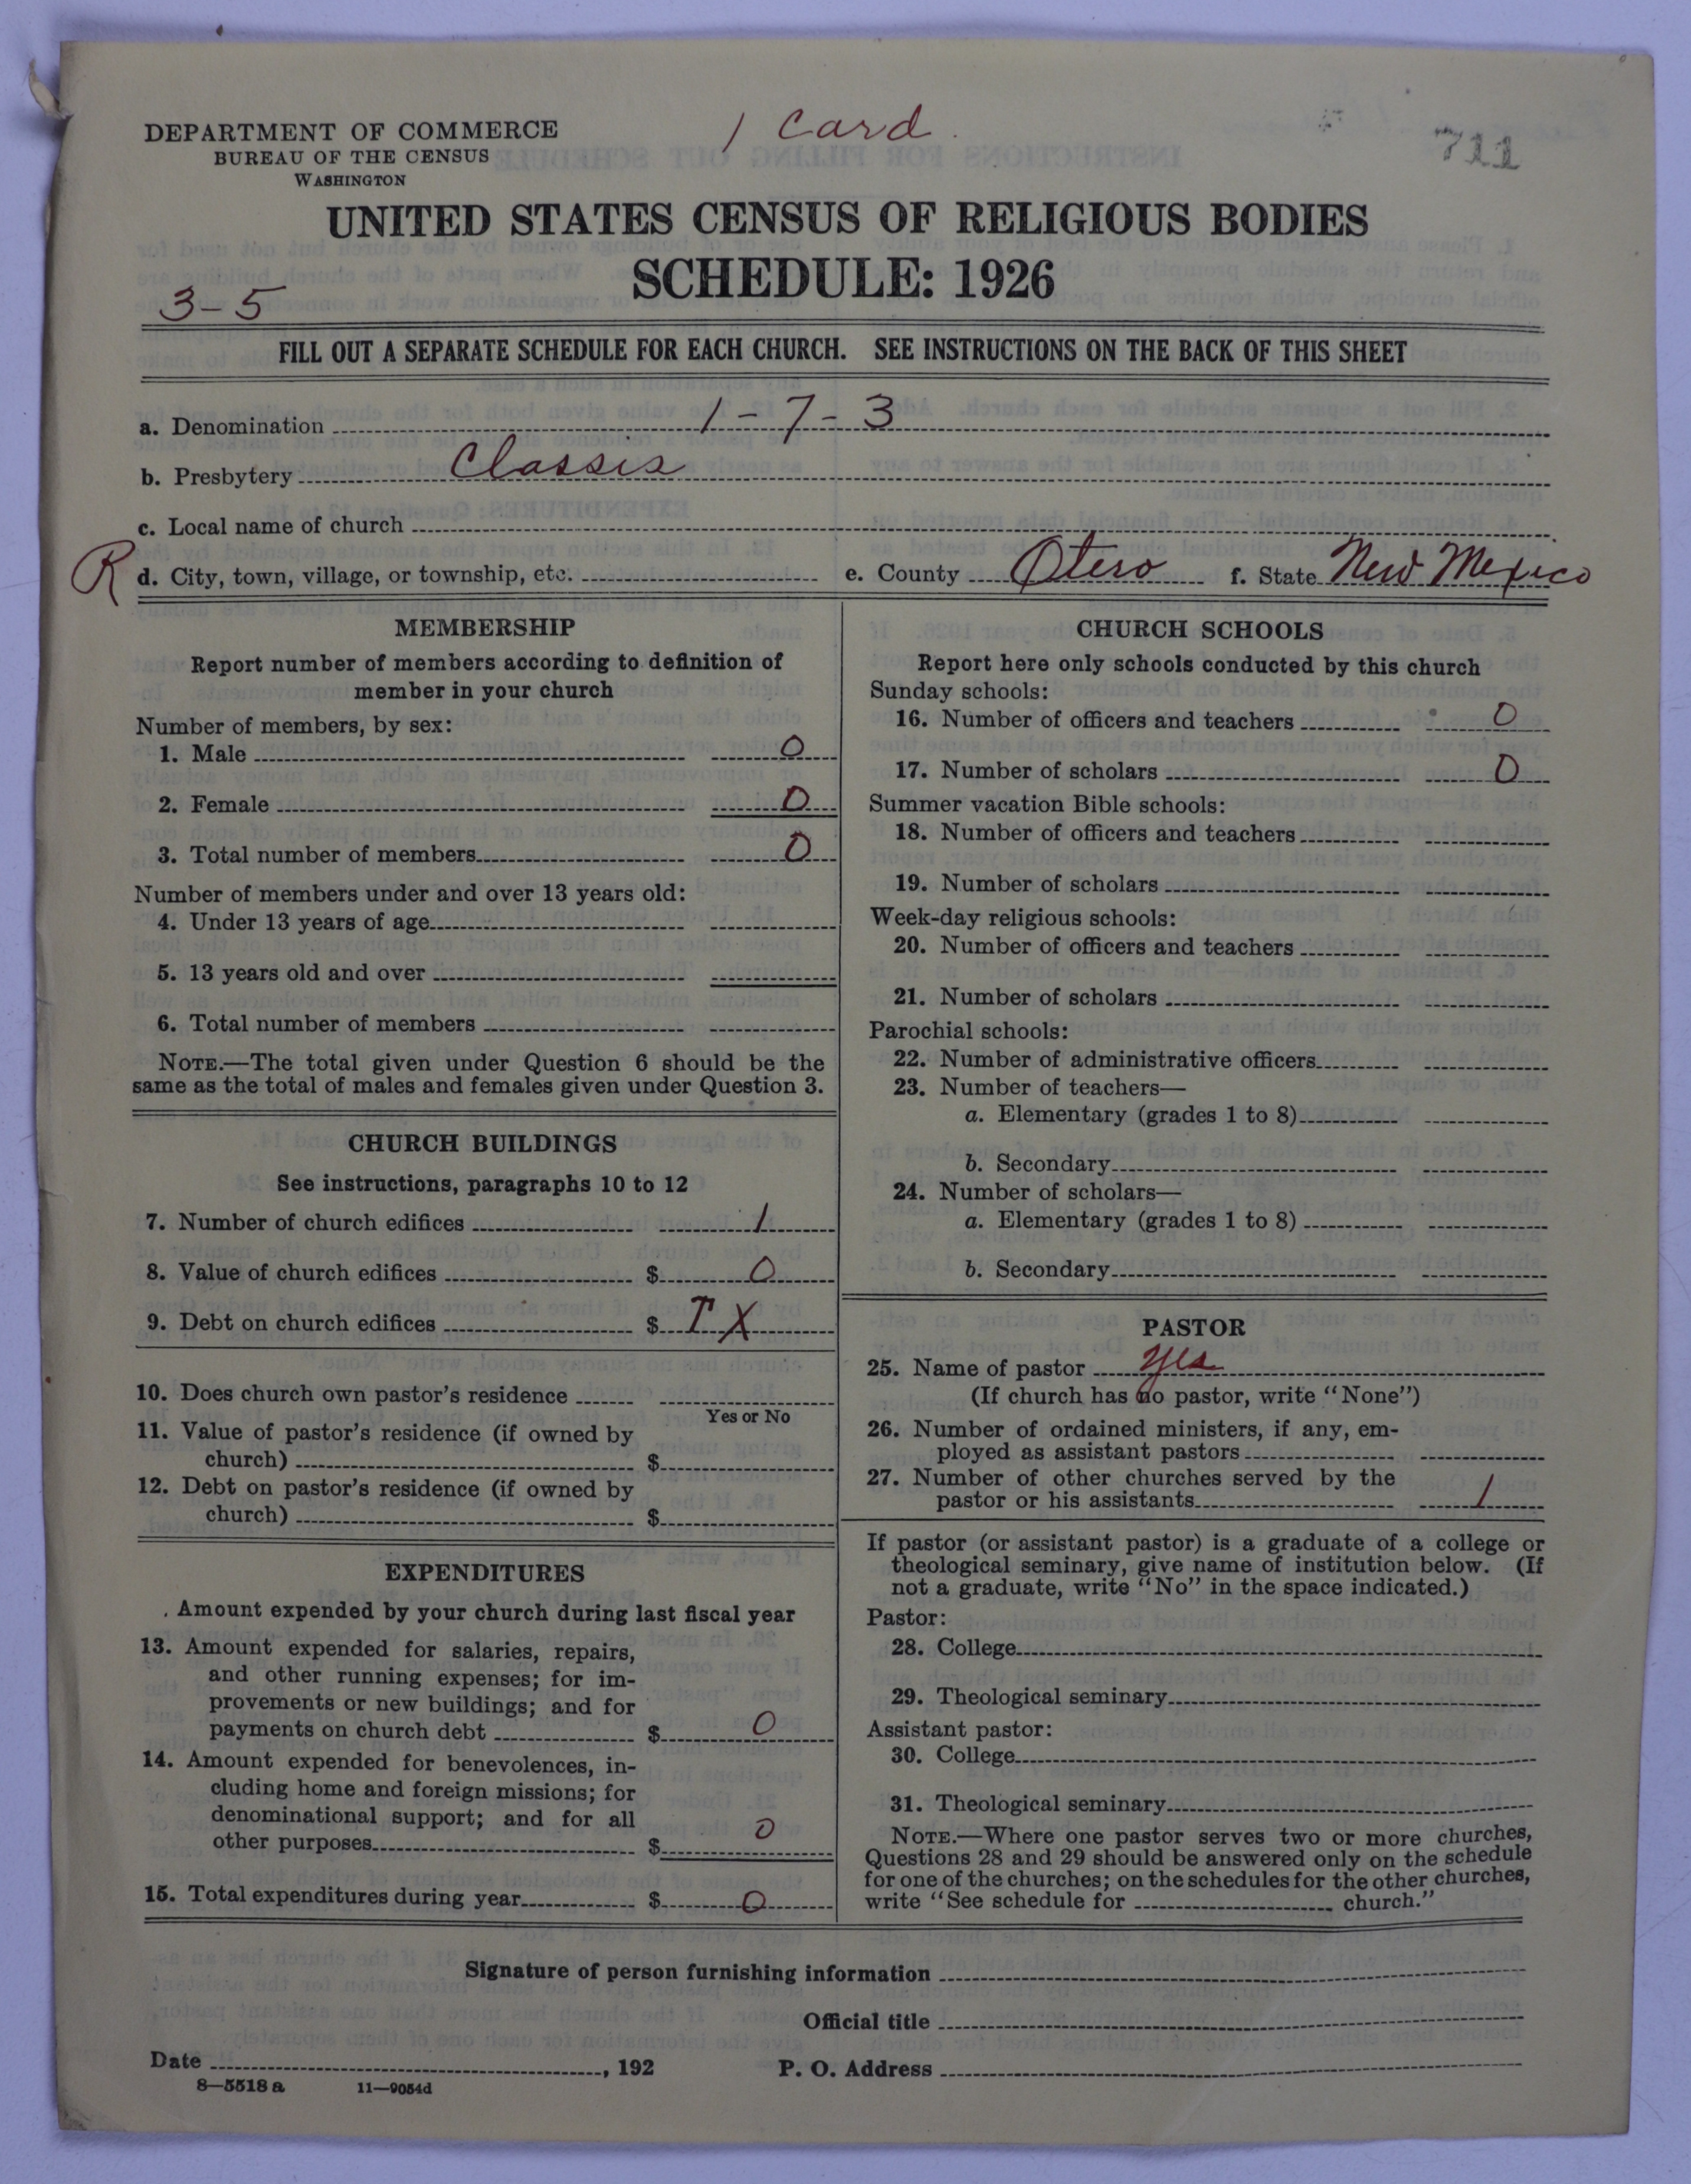 1 Card.
711
DEPARTMENT OF COMMERCE
BUREAU OF THE CENSUS
WASHINGTON
UNITED STATES CENSUS OF RELIGIOUS BODIES
SCHEDULE: 1926
3-5
FILL OUT A SEPARATE SCHEDULE FOR EACH CHURCH. SEE INSTRUCTIONS ON THE BACK OF THIS SHEET
a. Denomination 1-7-3
b. Presbytery Classis
c. Local name of church
R d. City, town, village, or township, etc. e. County Otero f. State New Mexico
MEMBERSHIP
Report number of members according to definition of
member in your church
Number of members, by sex:
1. Male 0
2. Female 0
3. Total number of members 0
Number of members under and over 13 years old:
4. Under 13 years of age
5. 13 years old and over
6. Total number of members
NOTE.—The total given under Question 6 should be the
same as the total of males and females given under Question 3.
CHURCH BUILDINGS
See instructions, paragraphs 10 to 12
7. Number of church edifices 1
8. Value of church edifices $ 0
9. Debt on church edifices $ T X
10. Does church own pastor's residence
Yes or No
11. Value of pastor's residence (if owned by
church) $
12. Debt on pastor's residence (if owned by
church) $
EXPENDITURES
Amount expended by your church during last fiscal year
13. Amount expended for salaries, repairs,
and other running expenses; for im-
provements or new buildings; and for
payments on church debt $ 0
14. Amount expended for benevolences, in-
cluding home and foreign missions; for
denominational support; and for all
other purposes $ 0
15. Total expenditures during year $ 0
CHURCH SCHOOLS
Report here only schools conducted by this church
Sunday schools:
16. Number of officers and teachers 0
17. Number of scholars 0
Summer vacation Bible schools:
18. Number of officers and teachers
19. Number of scholars
Week-day religious schools:
20. Number of officers and teachers
21. Number of scholars
Parochial schools:
22. Number of administrative officers
23. Number of teachers—
a. Elementary (grades 1 to 8)
b. Secondary
24. Number of scholars—
a. Elementary (grades 1 to 8)
b. Secondary
PASTOR
25. Name of pastor yes
(If church has no pastor, write "None")
26. Number of ordained ministers, if any, em-
ployed as assistant pastors
27. Number of other churches served by the
pastor or his assistants 1
If pastor (or assistant pastor) is a graduate of a college or
theological seminary, give name of institution below. (If
not a graduate, write "No" in the space indicated.)
Pastor:
28. College
29. Theological seminary
Assistant pastor:
30. College
31. Theological seminary
NOTE.—Where one pastor serves two or more churches,
Questions 28 and 29 should be answered only on the schedule
for one of the churches; on the schedules for the other churches,
write "See schedule for church."
Signature of person furnishing information
Official title
Date , 192 P. O. Address
8—5518 a 11—9054d